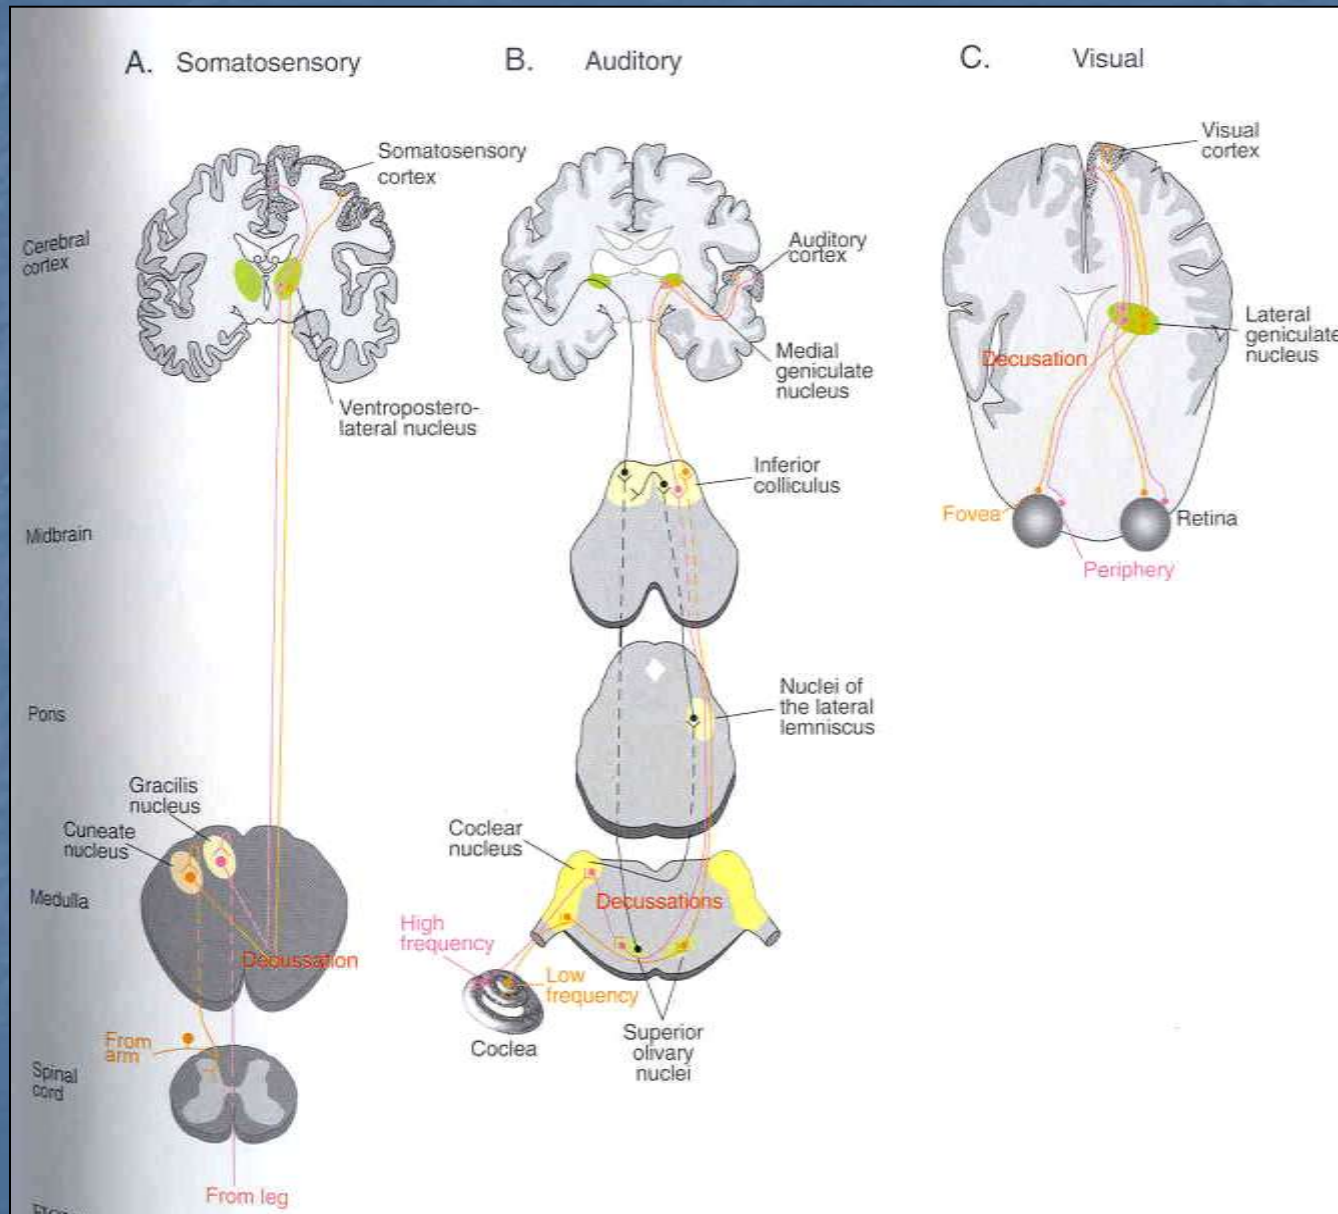 A. Somatosensory
Somatosensory
cortex
Cerebral
cortex
Ventropostero-
lateral nucleus
Midbrain
Pons
Gracilis
nucleus
Cuneate
nucleus
Medulla
Decussation
From
arm
Spinal
cord
From leg
B. Auditory
Auditory
cortex
Medial
geniculate
nucleus
Inferior
colliculus
Nuclei of
the lateral
lemniscus
Coclear
nucleus
Decussations
High
frequency
Low
frequency
Coclea
Superior
olivary
nuclei
C. Visual
Visual
cortex
Lateral
geniculate
nucleus
Decusation
Fovea
Retina
Periphery